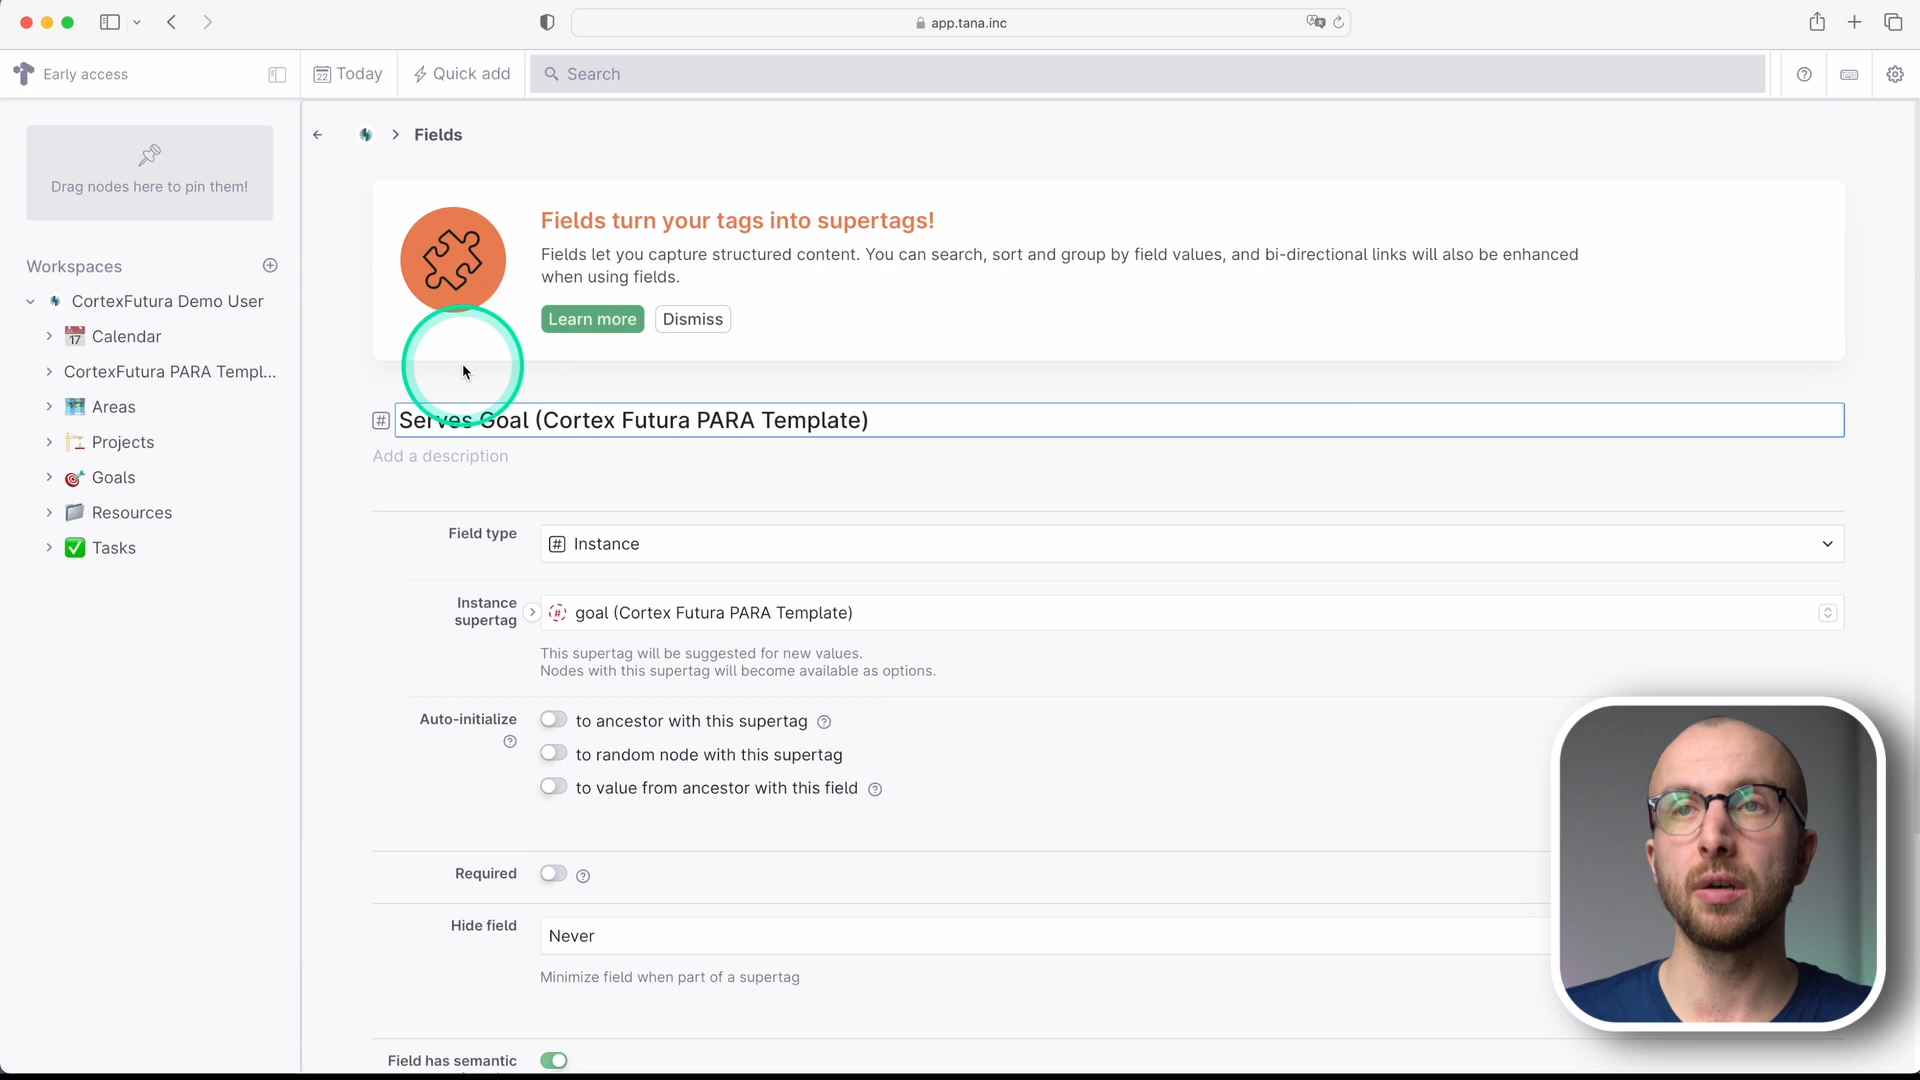 app.tana.inc
Early access
22 Today
Quick add
Search
Drag nodes here to pin them!
Fields
Fields turn your tags into supertags!
Fields let you capture structured content. You can search, sort and group by field values, and bi-directional links will also be enhanced
when using fields.
Learn more
Dismiss
Workspaces
CortexFutura Demo User
17 Calendar
CortexFutura PARA Templ...
Areas
Projects
Goals
Resources
Tasks
# Serves Goal (Cortex Futura PARA Template)
Add a description
Field type
# Instance
Instance
supertag
# goal (Cortex Futura PARA Template)
This supertag will be suggested for new values.
Nodes with this supertag will become available as options.
Auto-initialize
to ancestor with this supertag
to random node with this supertag
to value from ancestor with this field
Required
Hide field
Never
Minimize field when part of a supertag
Field has semantic